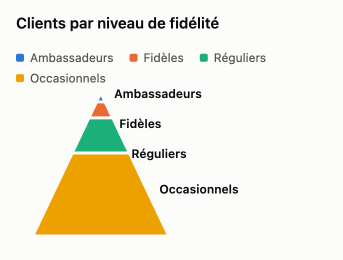 Clients par niveau de fidélité
Ambassadeurs Fidèles Réguliers
Occasionnels
Ambassadeurs
Fidèles
Réguliers
Occasionnels